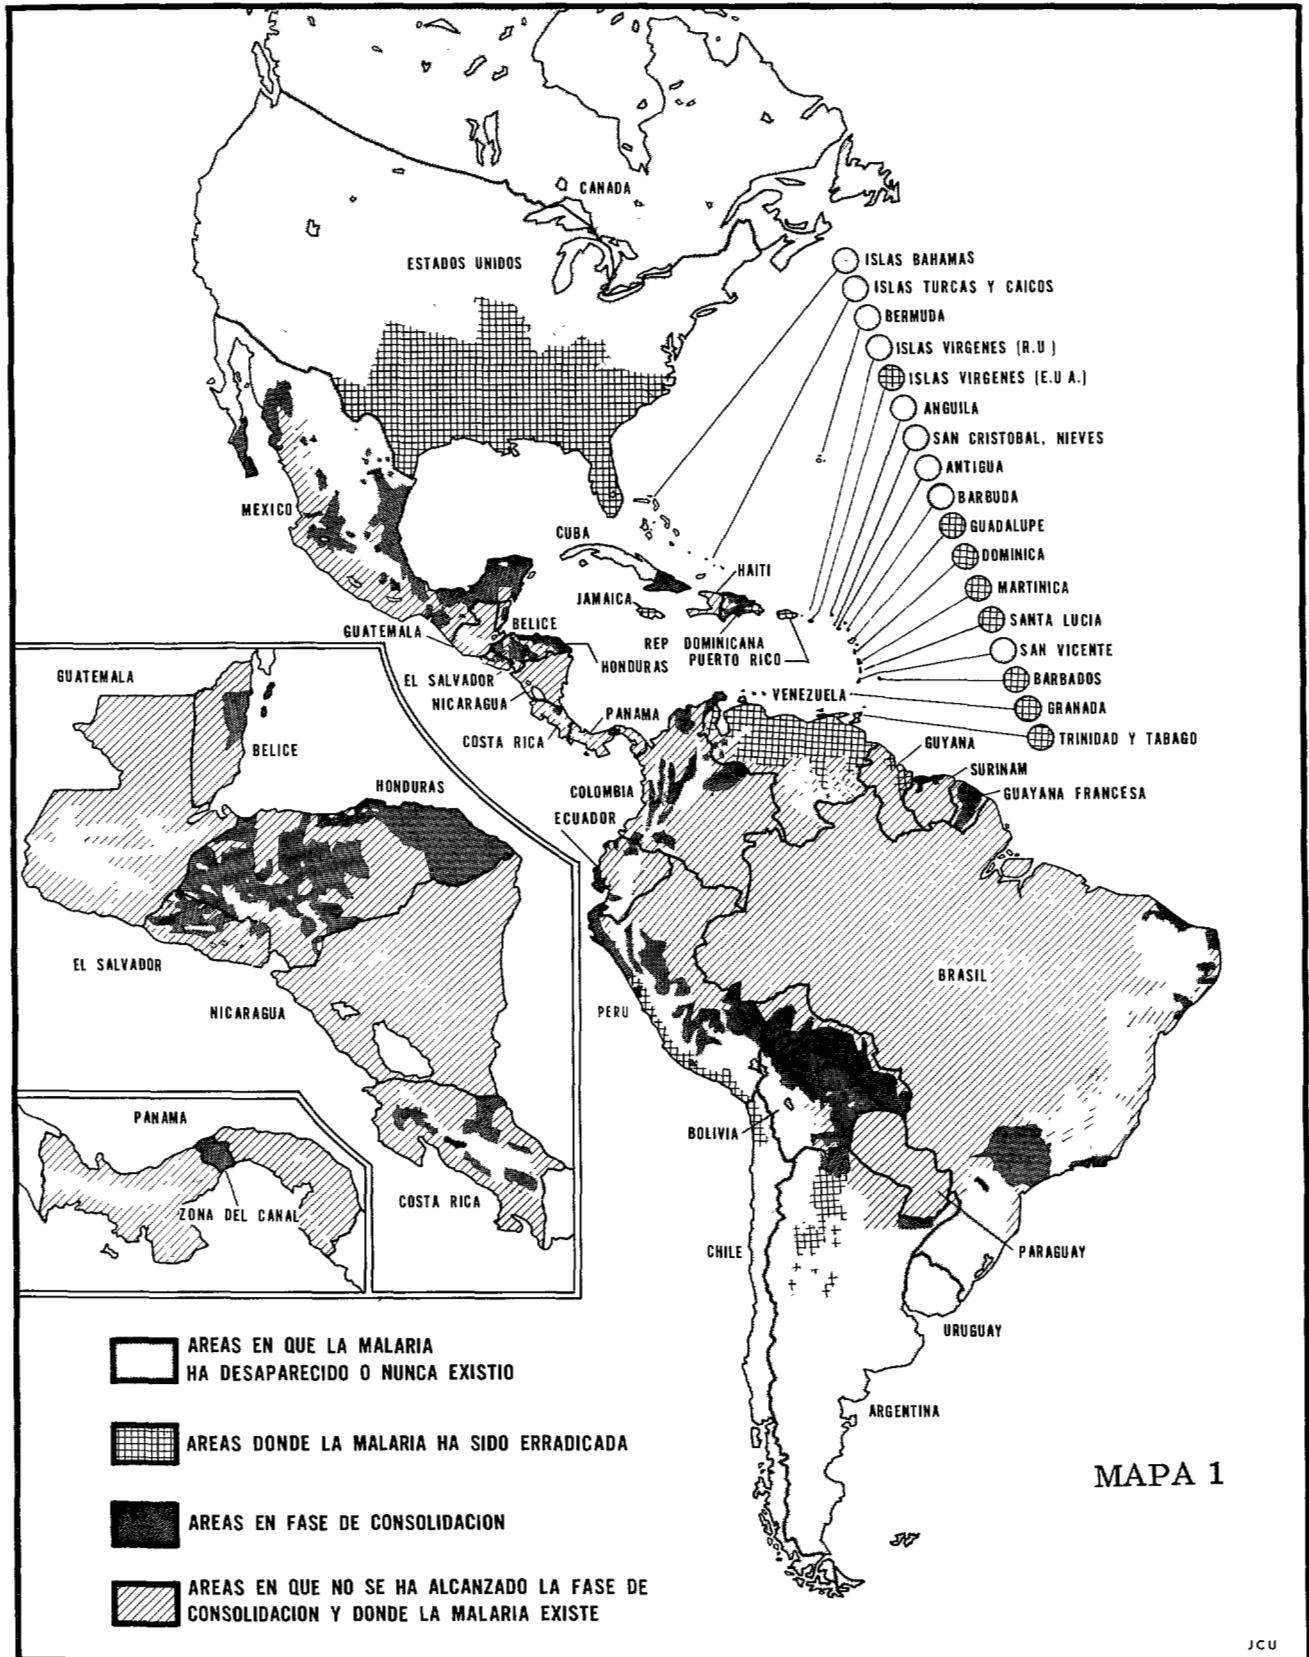 CANADA
ESTADOS UNIDOS
ISLAS BAHAMAS
ISLAS TURCAS Y CAICOS
BERMUDA
ISLAS VIRGENES (R.U )
ISLAS VIRGENES (E.U A.)
ANGUILA
SAN CRISTOBAL, NIEVES
ANTIGUA
BARBUDA
GUADALUPE
DOMINICA
MARTINICA
SANTA LUCIA
SAN VICENTE
BARBADOS
GRANADA
TRINIDAD Y TABAGO
MEXICO
CUBA
HAITI
JAMAICA
REP DOMINICANA
PUERTO RICO
BELICE
GUATEMALA
HONDURAS
EL SALVADOR
NICARAGUA
VENEZUELA
PANAMA
COSTA RICA
GUYANA
SURINAM
GUAYANA FRANCESA
COLOMBIA
ECUADOR
BRASIL
PERU
BOLIVIA
CHILE
PARAGUAY
URUGUAY
ARGENTINA
GUATEMALA
BELICE
HONDURAS
EL SALVADOR
NICARAGUA
COSTA RICA
PANAMA
ZONA DEL CANAL
AREAS EN QUE LA MALARIA
HA DESAPARECIDO O NUNCA EXISTIO
AREAS DONDE LA MALARIA HA SIDO ERRADICADA
AREAS EN FASE DE CONSOLIDACION
AREAS EN QUE NO SE HA ALCANZADO LA FASE DE
CONSOLIDACION Y DONDE LA MALARIA EXISTE
MAPA 1
JCU